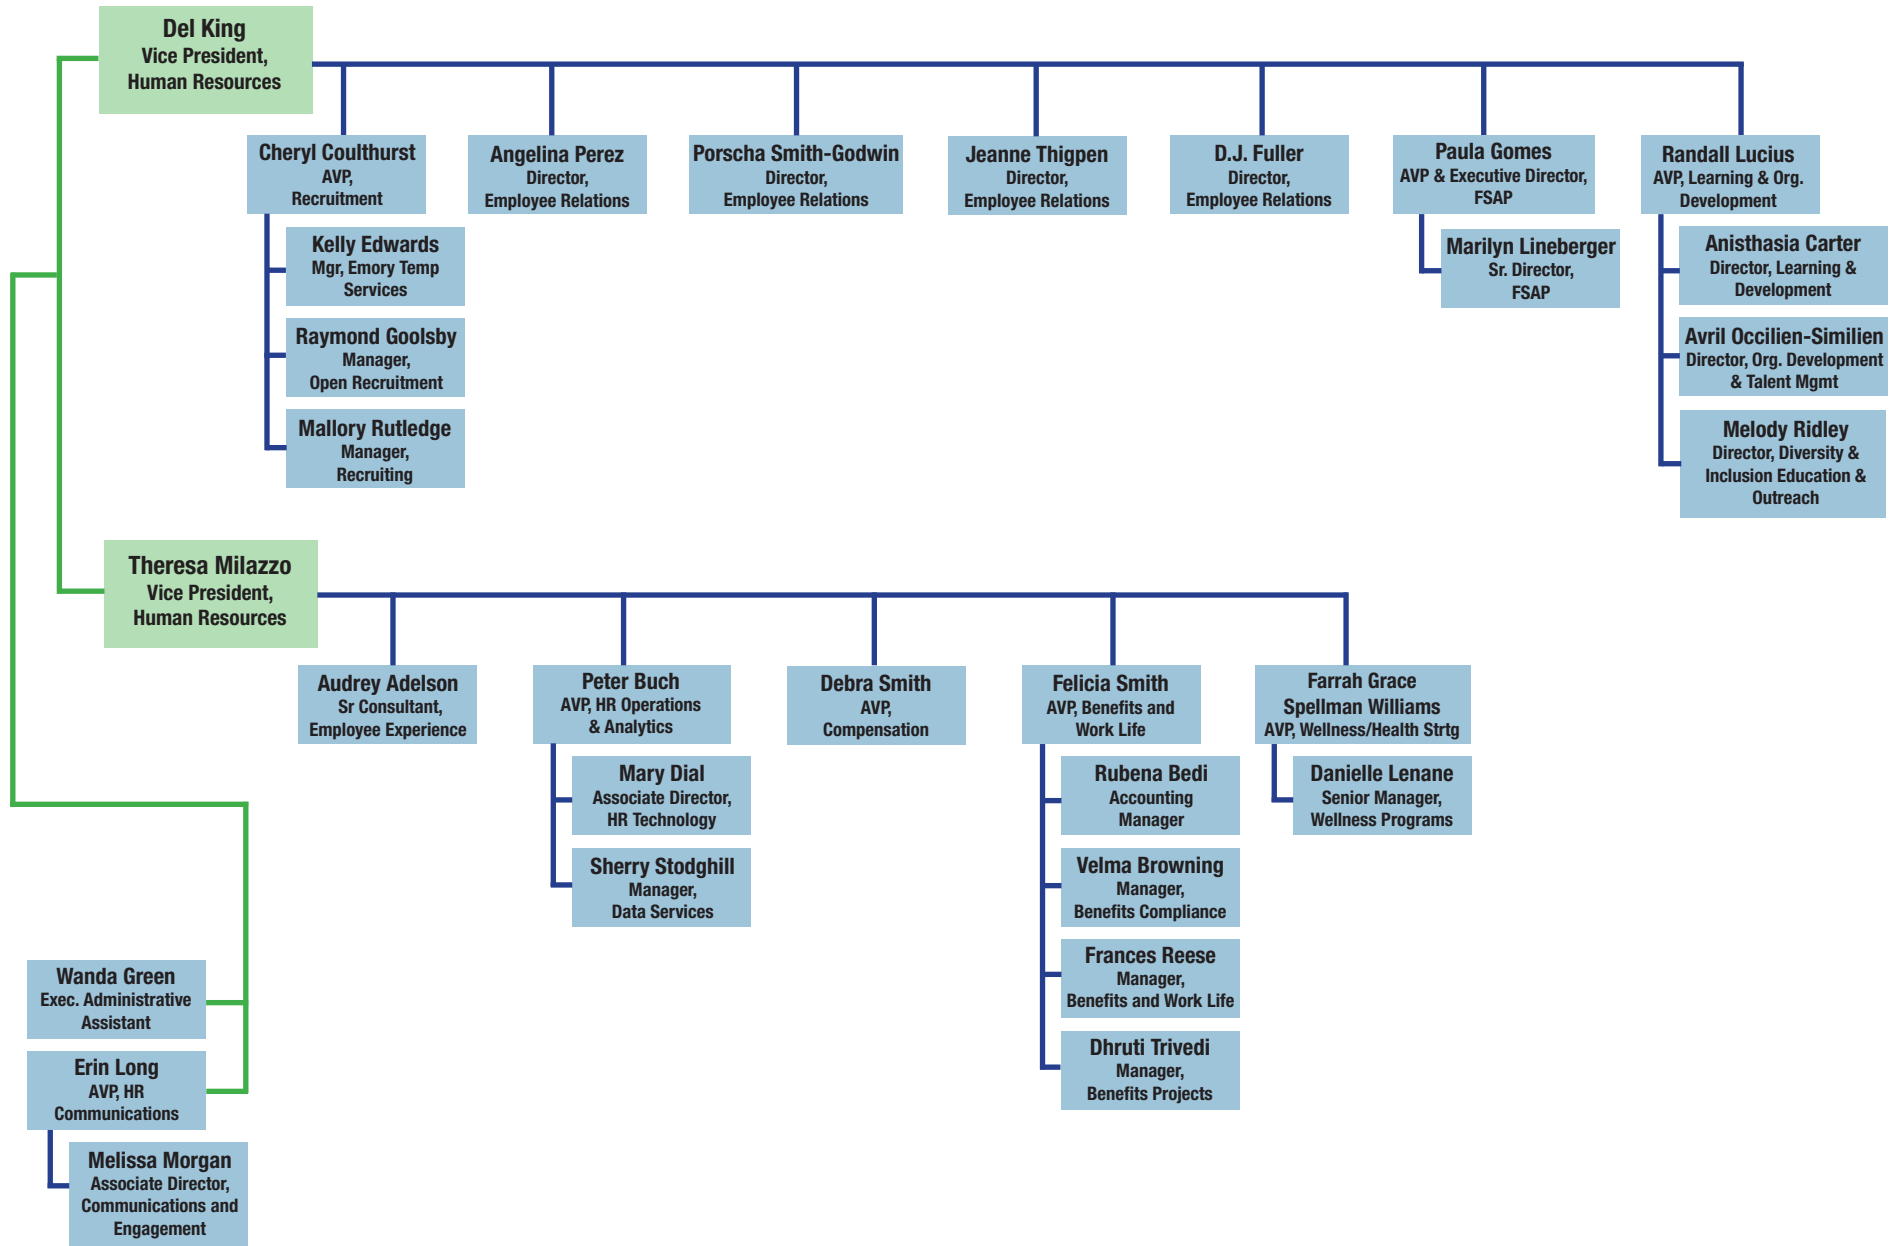 Del King
Vice President,
Human Resources
Cheryl Coulthurst
AVP,
Recruitment
Kelly Edwards
Mgr, Emory Temp
Services
Raymond Goolsby
Manager,
Open Recruitment
Mallory Rutledge
Manager,
Recruiting
Angelina Perez
Director,
Employee Relations
Porscha Smith-Godwin
Director,
Employee Relations
Jeanne Thigpen
Director,
Employee Relations
D.J. Fuller
Director,
Employee Relations
Paula Gomes
AVP & Executive Director,
FSAP
Marilyn Lineberger
Sr. Director,
FSAP
Randall Lucius
AVP, Learning & Org.
Development
Anisthasia Carter
Director, Learning &
Development
Avril Occilien-Similien
Director, Org. Development
& Talent Mgmt
Melody Ridley
Director, Diversity &
Inclusion Education &
Outreach
Theresa Milazzo
Vice President,
Human Resources
Audrey Adelson
Sr Consultant,
Employee Experience
Peter Buch
AVP, HR Operations
& Analytics
Mary Dial
Associate Director,
HR Technology
Sherry Stodghill
Manager,
Data Services
Debra Smith
AVP,
Compensation
Felicia Smith
AVP, Benefits and
Work Life
Rubena Bedi
Accounting
Manager
Velma Browning
Manager,
Benefits Compliance
Frances Reese
Manager,
Benefits and Work Life
Dhruti Trivedi
Manager,
Benefits Projects
Farrah Grace
Spellman Williams
AVP, Wellness/Health Strtg
Danielle Lenane
Senior Manager,
Wellness Programs
Wanda Green
Exec. Administrative
Assistant
Erin Long
AVP, HR
Communications
Melissa Morgan
Associate Director,
Communications and
Engagement